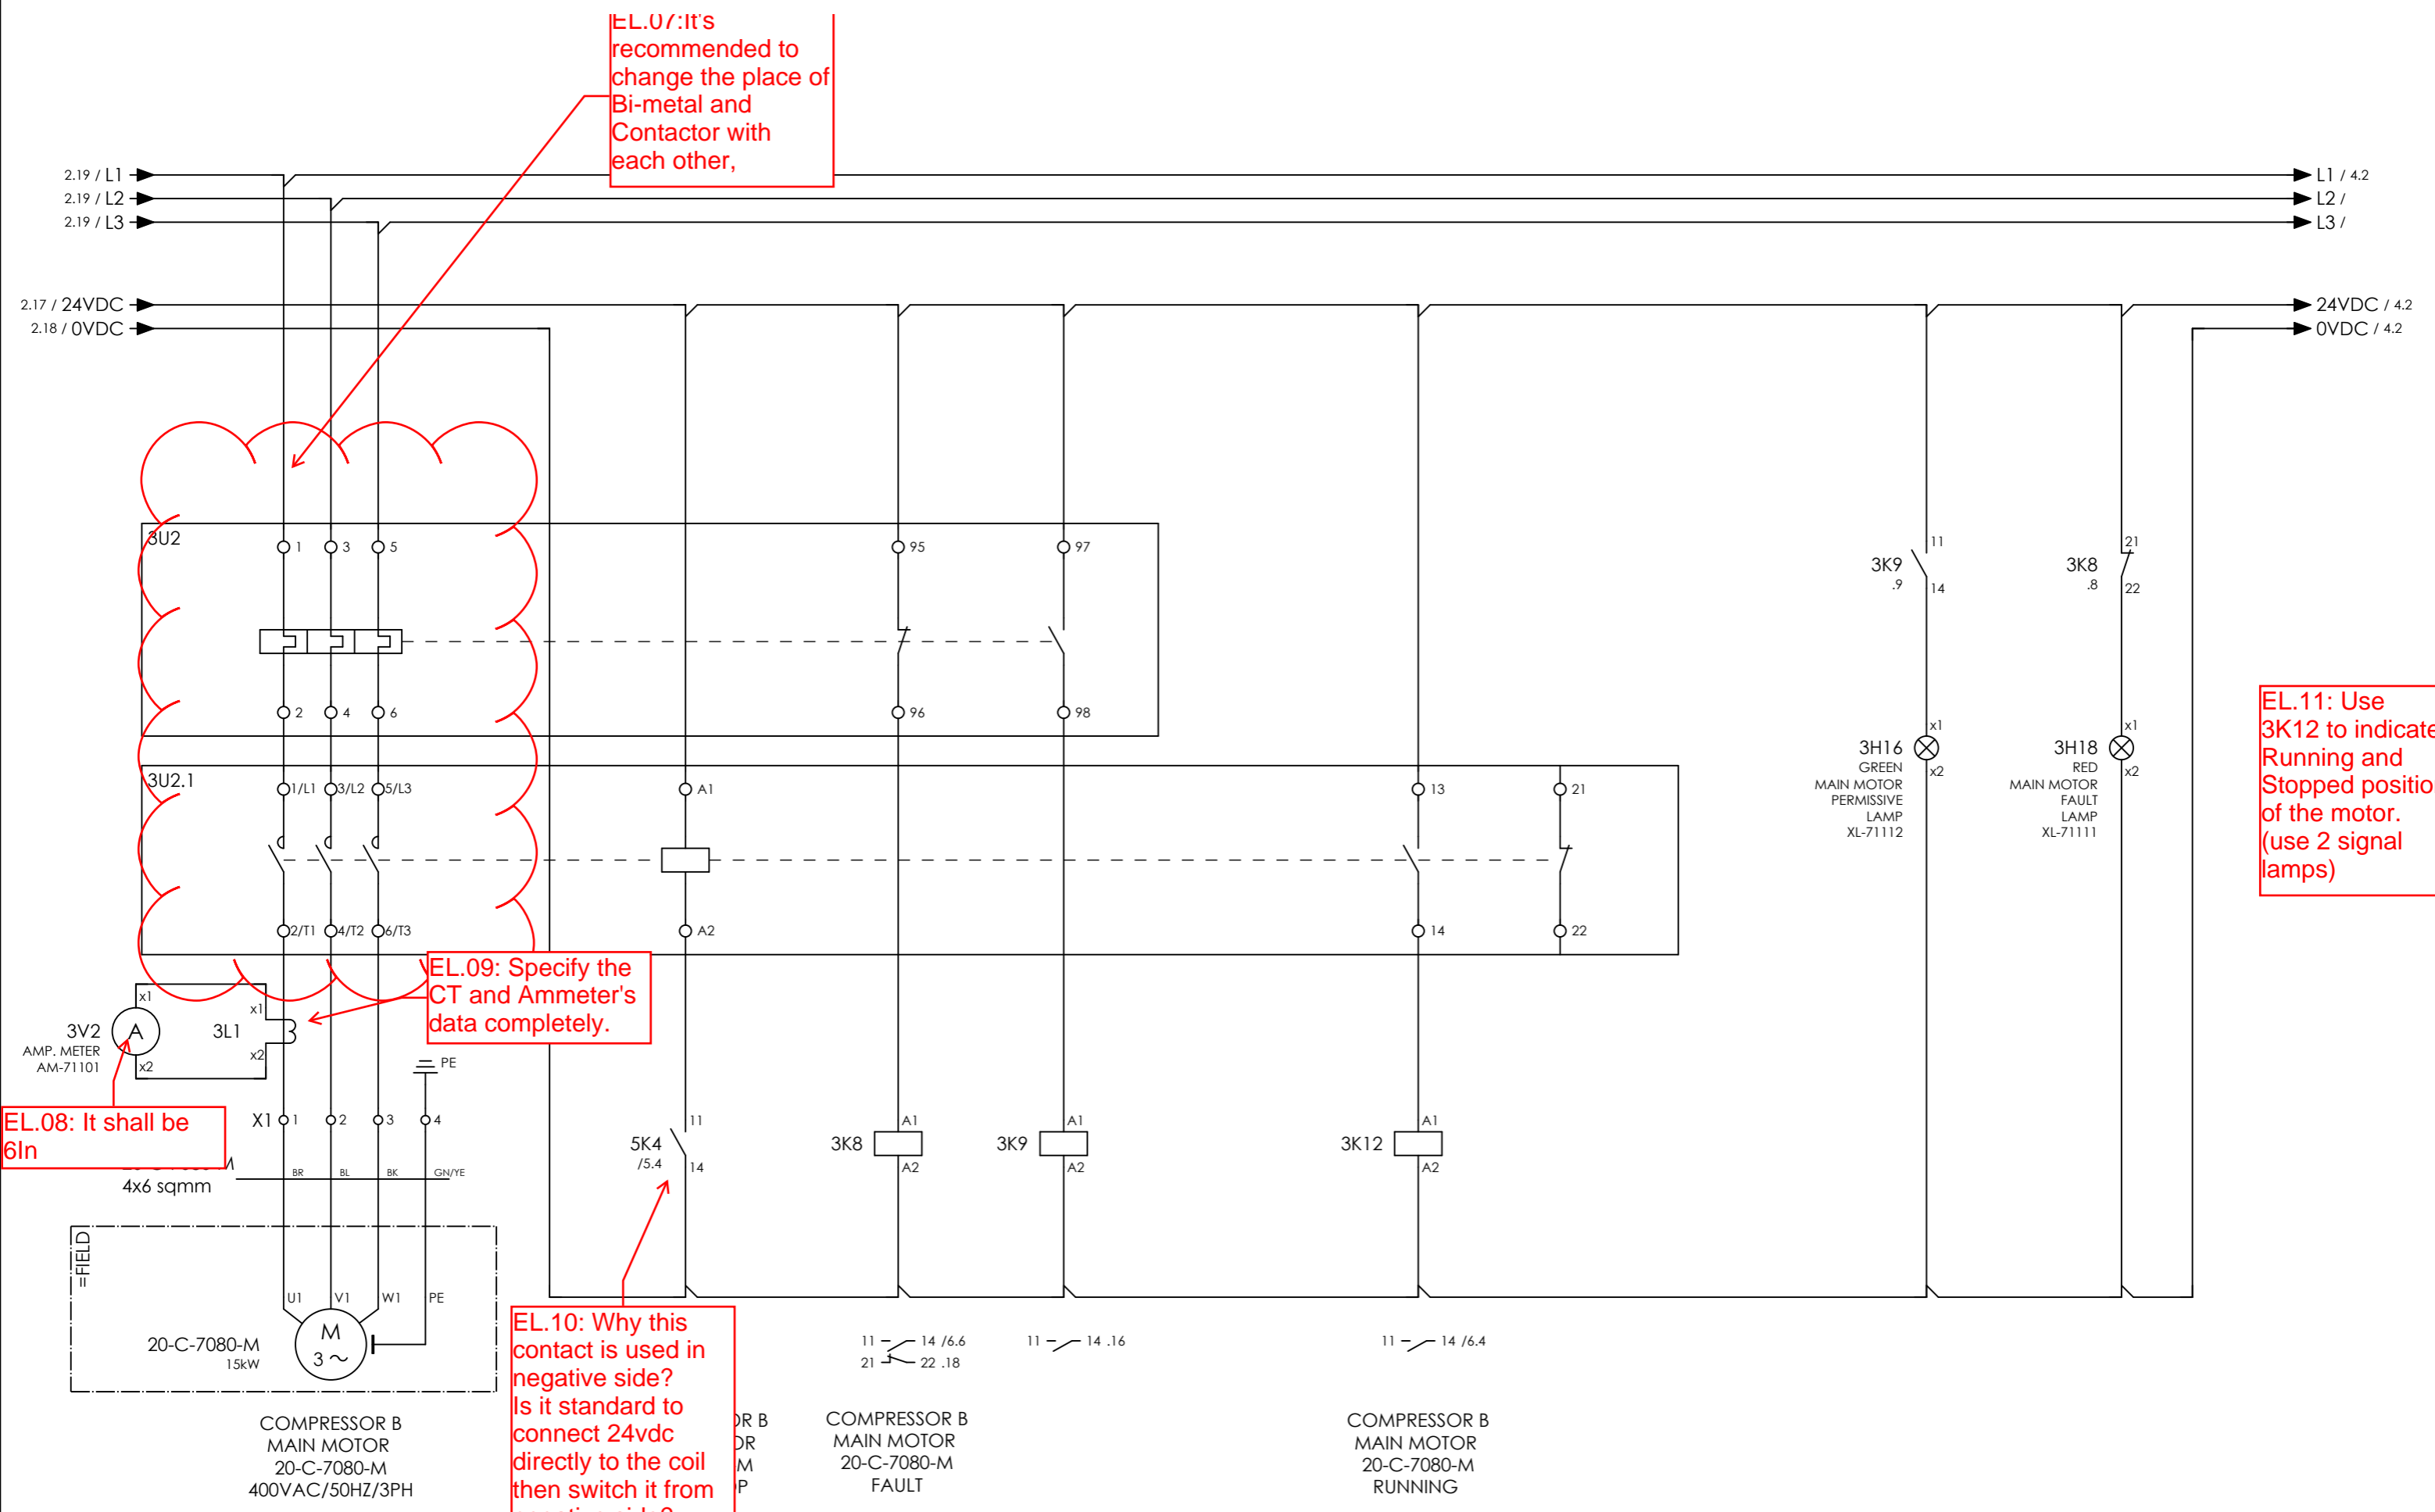 EL.07:It's
recommended to
change the place of
Bi-metal and
Contactor with
each other,
2.19 / L1
L1 / 4.2
2.19 / L2
L2 /
2.19 / L3
L3 /
2.17 / 24VDC
24VDC / 4.2
2.18 / 0VDC
0VDC / 4.2
3U2
1 3 5
95 97
2 4 6
96 98
3K9
.9
11
14
3K8
.8
21
22
3U2.1
1/L1 3/L2 5/L3
A1
13
21
2/T1 4/T2 6/T3
A2
14
22
x1
3H16
x2
GREEN
MAIN MOTOR
PERMISSIVE
LAMP
XL-71112
x1
3H18
x2
RED
MAIN MOTOR
FAULT
LAMP
XL-71111
EL.11: Use
3K12 to indicate
Running and
Stopped positio
of the motor.
(use 2 signal
lamps)
EL.09: Specify the
CT and Ammeter's
data completely.
x1
A
x2
3V2
AMP. METER
AM-71101
x1
3L1
x2
PE
EL.08: It shall be
6In
X1 1 2 3 4
BR BL BK GN/YE
4x6 sqmm
5K4
/5.4
11
14
3K8
A1
A2
3K9
A1
A2
3K12
A1
A2
=FIELD
U1 V1 W1 PE
M
3 ~
20-C-7080-M
15kW
COMPRESSOR B
MAIN MOTOR
20-C-7080-M
400VAC/50HZ/3PH
EL.10: Why this
contact is used in
negative side?
Is it standard to
connect 24vdc
directly to the coil
then switch it from
negative side?
OR B
OR
M
OP
11 14 /6.6
21 22 .18
COMPRESSOR B
MAIN MOTOR
20-C-7080-M
FAULT
11 14 .16
11 14 /6.4
COMPRESSOR B
MAIN MOTOR
20-C-7080-M
RUNNING